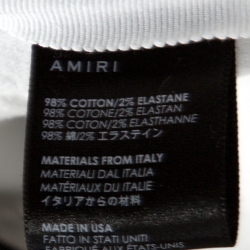 AMIRI
98% COTTON/2% ELASTANE
98% COTONE/2% ELASTAN
98% COTTON/2% ELASTHANNE
98% 綿/2% エラステイン
MATERIALS FROM ITALY
MATERIALI DAL ITALIA
MATÉRIAUX DU ITALIE
イタリアからの材料
MADE IN USA
FATTO IN STATI UNITI